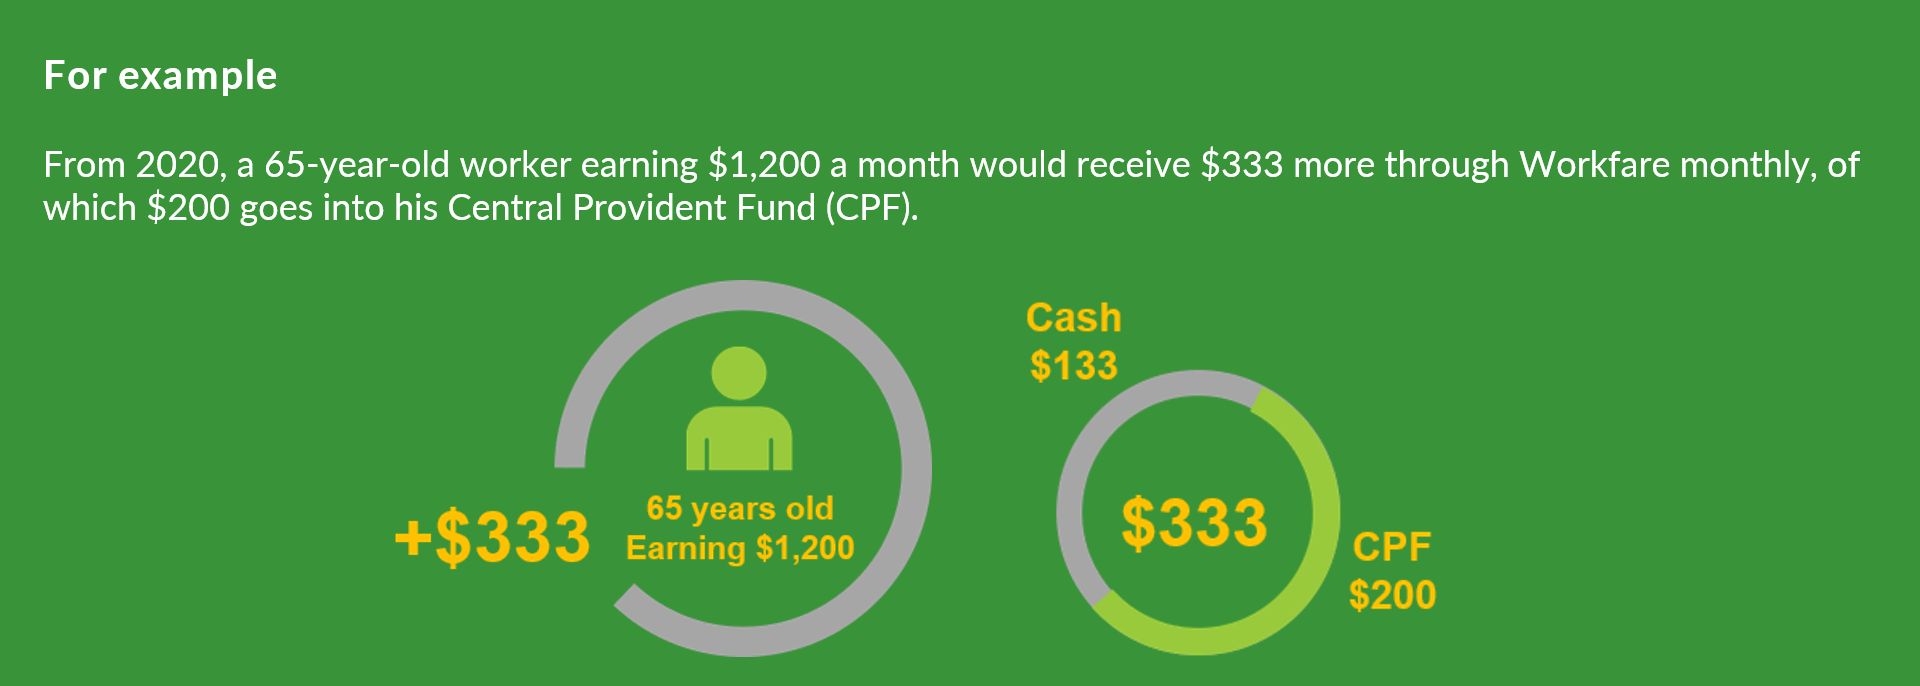 For example
From 2020, a 65-year-old worker earning $1,200 a month would receive $333 more through Workfare monthly, of
which $200 goes into his Central Provident Fund (CPF).
+$333
65 years old
Earning $1,200
Cash
$133
$333
CPF
$200